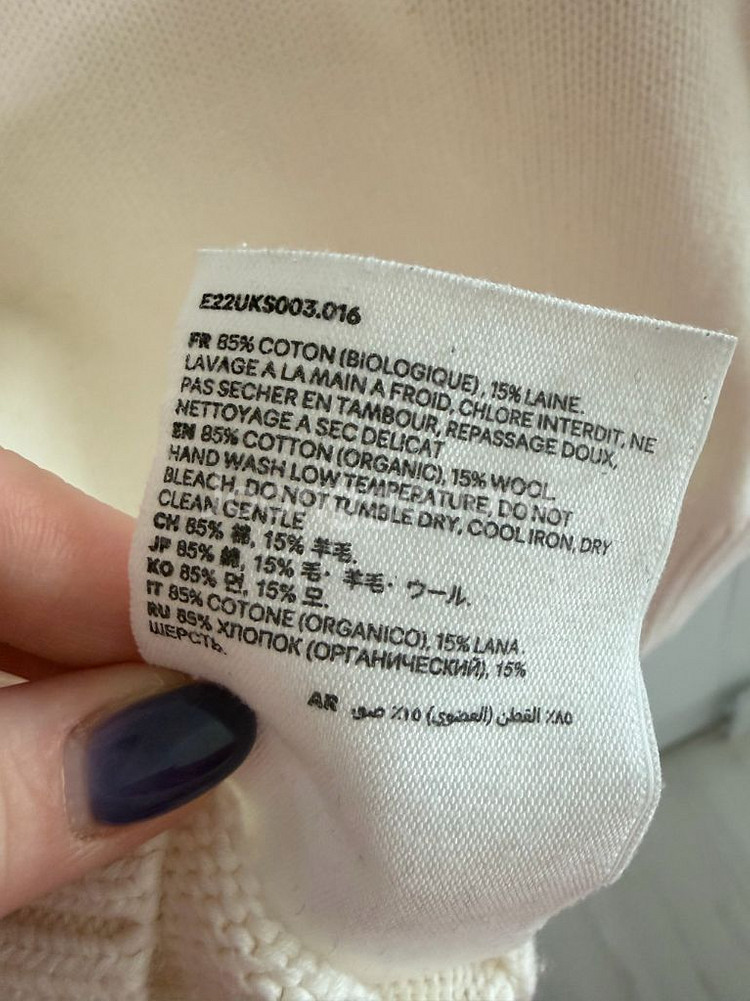 E22UKS003.016
FR 85% COTON (BIOLOGIQUE), 15% LAINE.
LAVAGE A LA MAIN A FROID, CHLORE INTERDIT, NE
PAS SECHER EN TAMBOUR, REPASSAGE DOUX,
NETTOYAGE A SEC DELICAT
EN 85% COTTON (ORGANIC), 15% WOOL.
HAND WASH LOW TEMPERATURE, DO NOT
BLEACH, DO NOT TUMBLE DRY, COOL IRON, DRY
CLEAN GENTLE
CH 85% 棉, 15% 羊毛.
JP 85% 綿, 15% 毛· 羊毛· ウール.
KO 85% 면, 15% 모.
IT 85% COTONE (ORGANICO), 15% LANA.
RU 85% ХЛОПОК (ОРГАНИЧЕСКИЙ), 15%
ШЕРСТЬ.
AR ٨٥٪ القطن (العضوي) ١٥٪ صو